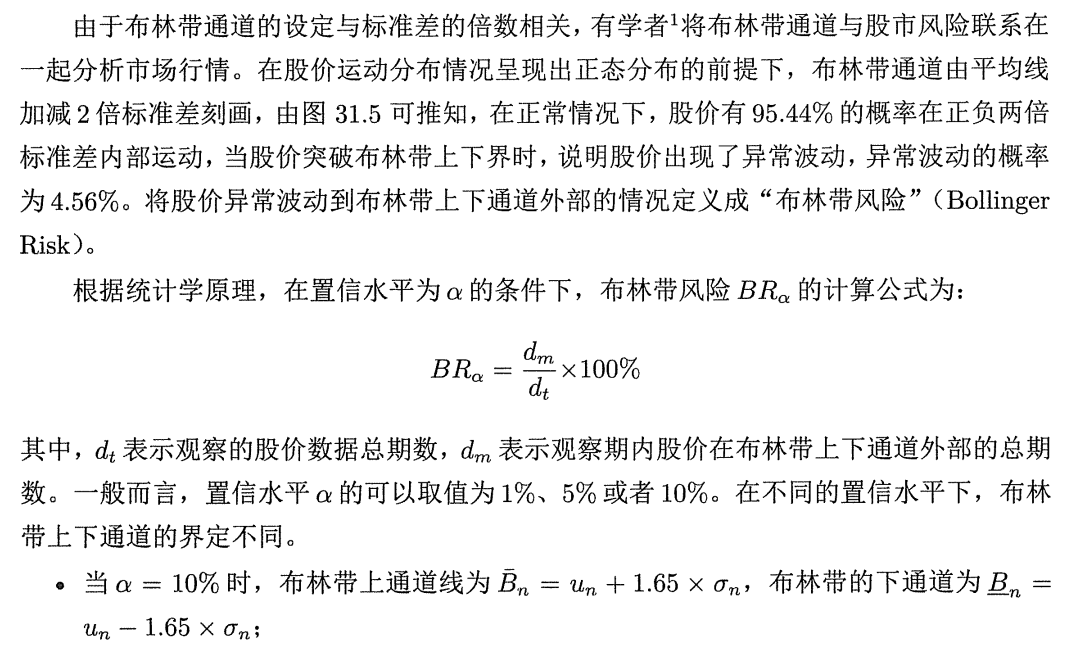 由于布林带通道的设定与标准差的倍数相关，有学者¹将布林带通道与股市风险联系在
一起分析市场行情。在股价运动分布情况呈现出正态分布的前提下，布林带通道由平均线
加减 2 倍标准差刻画，由图 31.5 可推知，在正常情况下，股价有 95.44% 的概率在正负两倍
标准差内部运动，当股价突破布林带上下界时，说明股价出现了异常波动，异常波动的概率
为 4.56%。将股价异常波动到布林带上下通道外部的情况定义成“布林带风险”（Bollinger
Risk）。
根据统计学原理，在置信水平为 α 的条件下，布林带风险 BR_α 的计算公式为：
BR_α = d_m/d_t × 100%
其中，d_t 表示观察的股价数据总期数，d_m 表示观察期内股价在布林带上下通道外部的总期
数。一般而言，置信水平 α 的可以取值为 1%、5% 或者 10%。在不同的置信水平下，布林
带上下通道的界定不同。
• 当 α = 10% 时，布林带上通道线为 B̄_n = u_n + 1.65 × σ_n，布林带的下通道为 B̲_n =
u_n − 1.65 × σ_n；